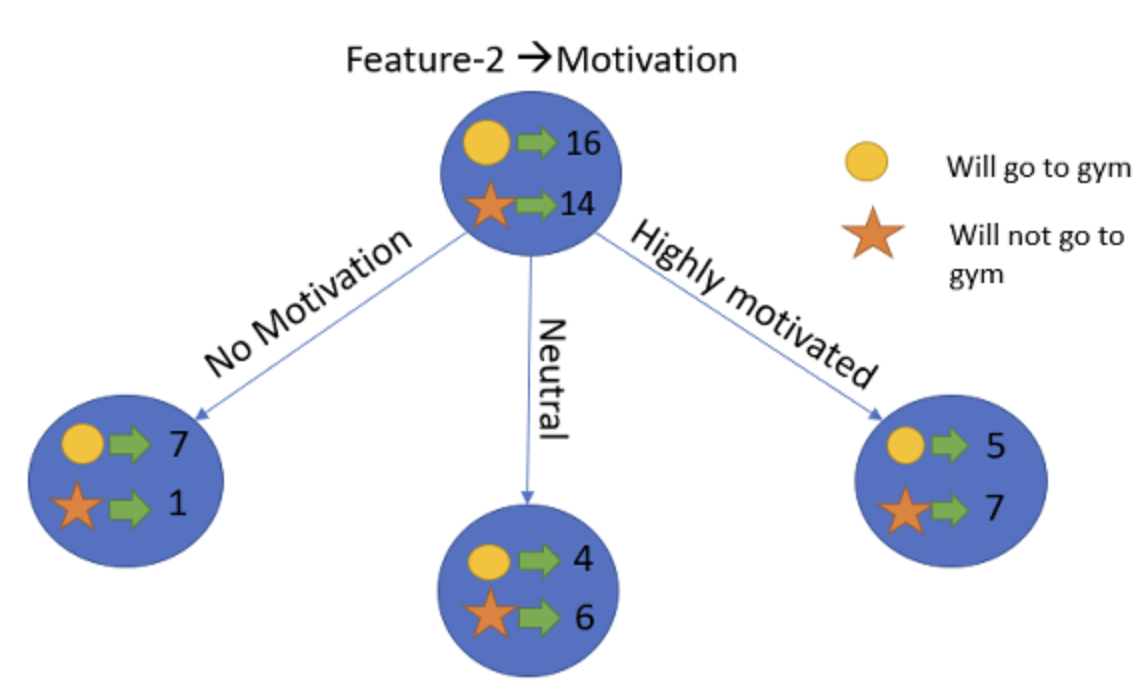 Feature-2 →Motivation
16
14
Will go to gym
Will not go to
gym
No Motivation
Neutral
Highly motivated
7
1
4
6
5
7